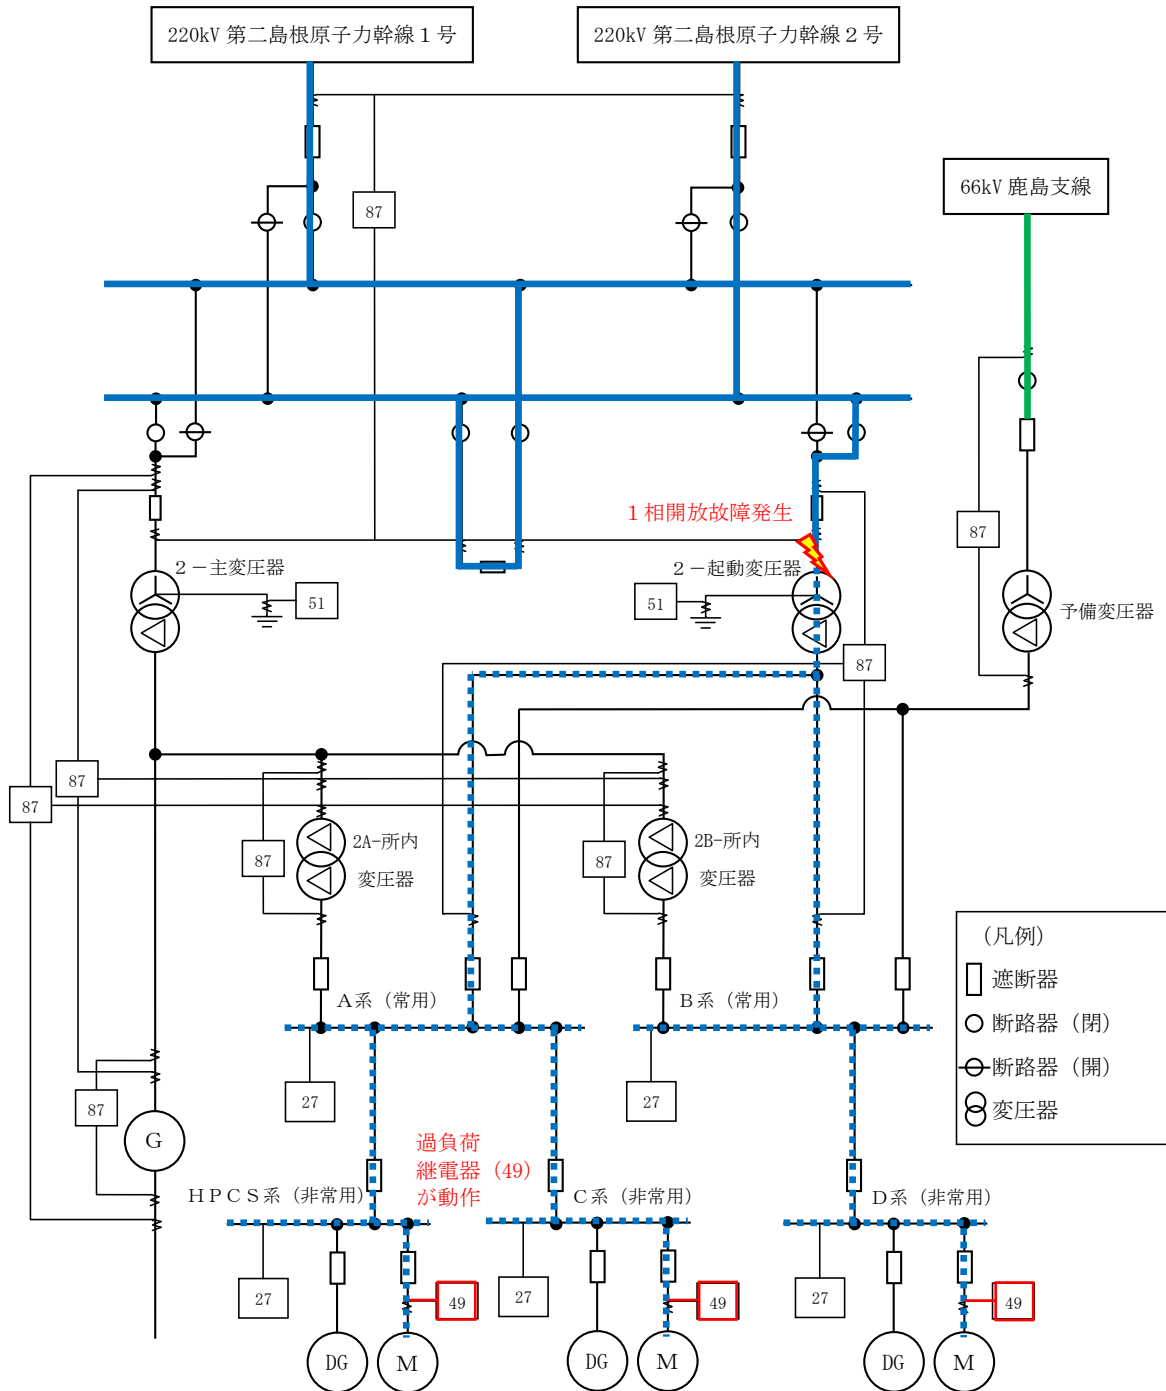 220kV 第二島根原子力幹線１号
220kV 第二島根原子力幹線２号
66kV 鹿島支線
87
１相開放故障発生
87
２－主変圧器
２－起動変圧器
51
51
予備変圧器
87
87
87
87
2A-所内
変圧器
87
2B-所内
変圧器
(凡例)
遮断器
断路器（閉）
断路器（開）
変圧器
Ａ系（常用）
Ｂ系（常用）
27
27
87
G
過負荷
継電器（49）
が動作
ＨＰＣＳ系（非常用）
Ｃ系（非常用）
Ｄ系（非常用）
27
49
27
49
27
49
DG
M
DG
M
DG
M